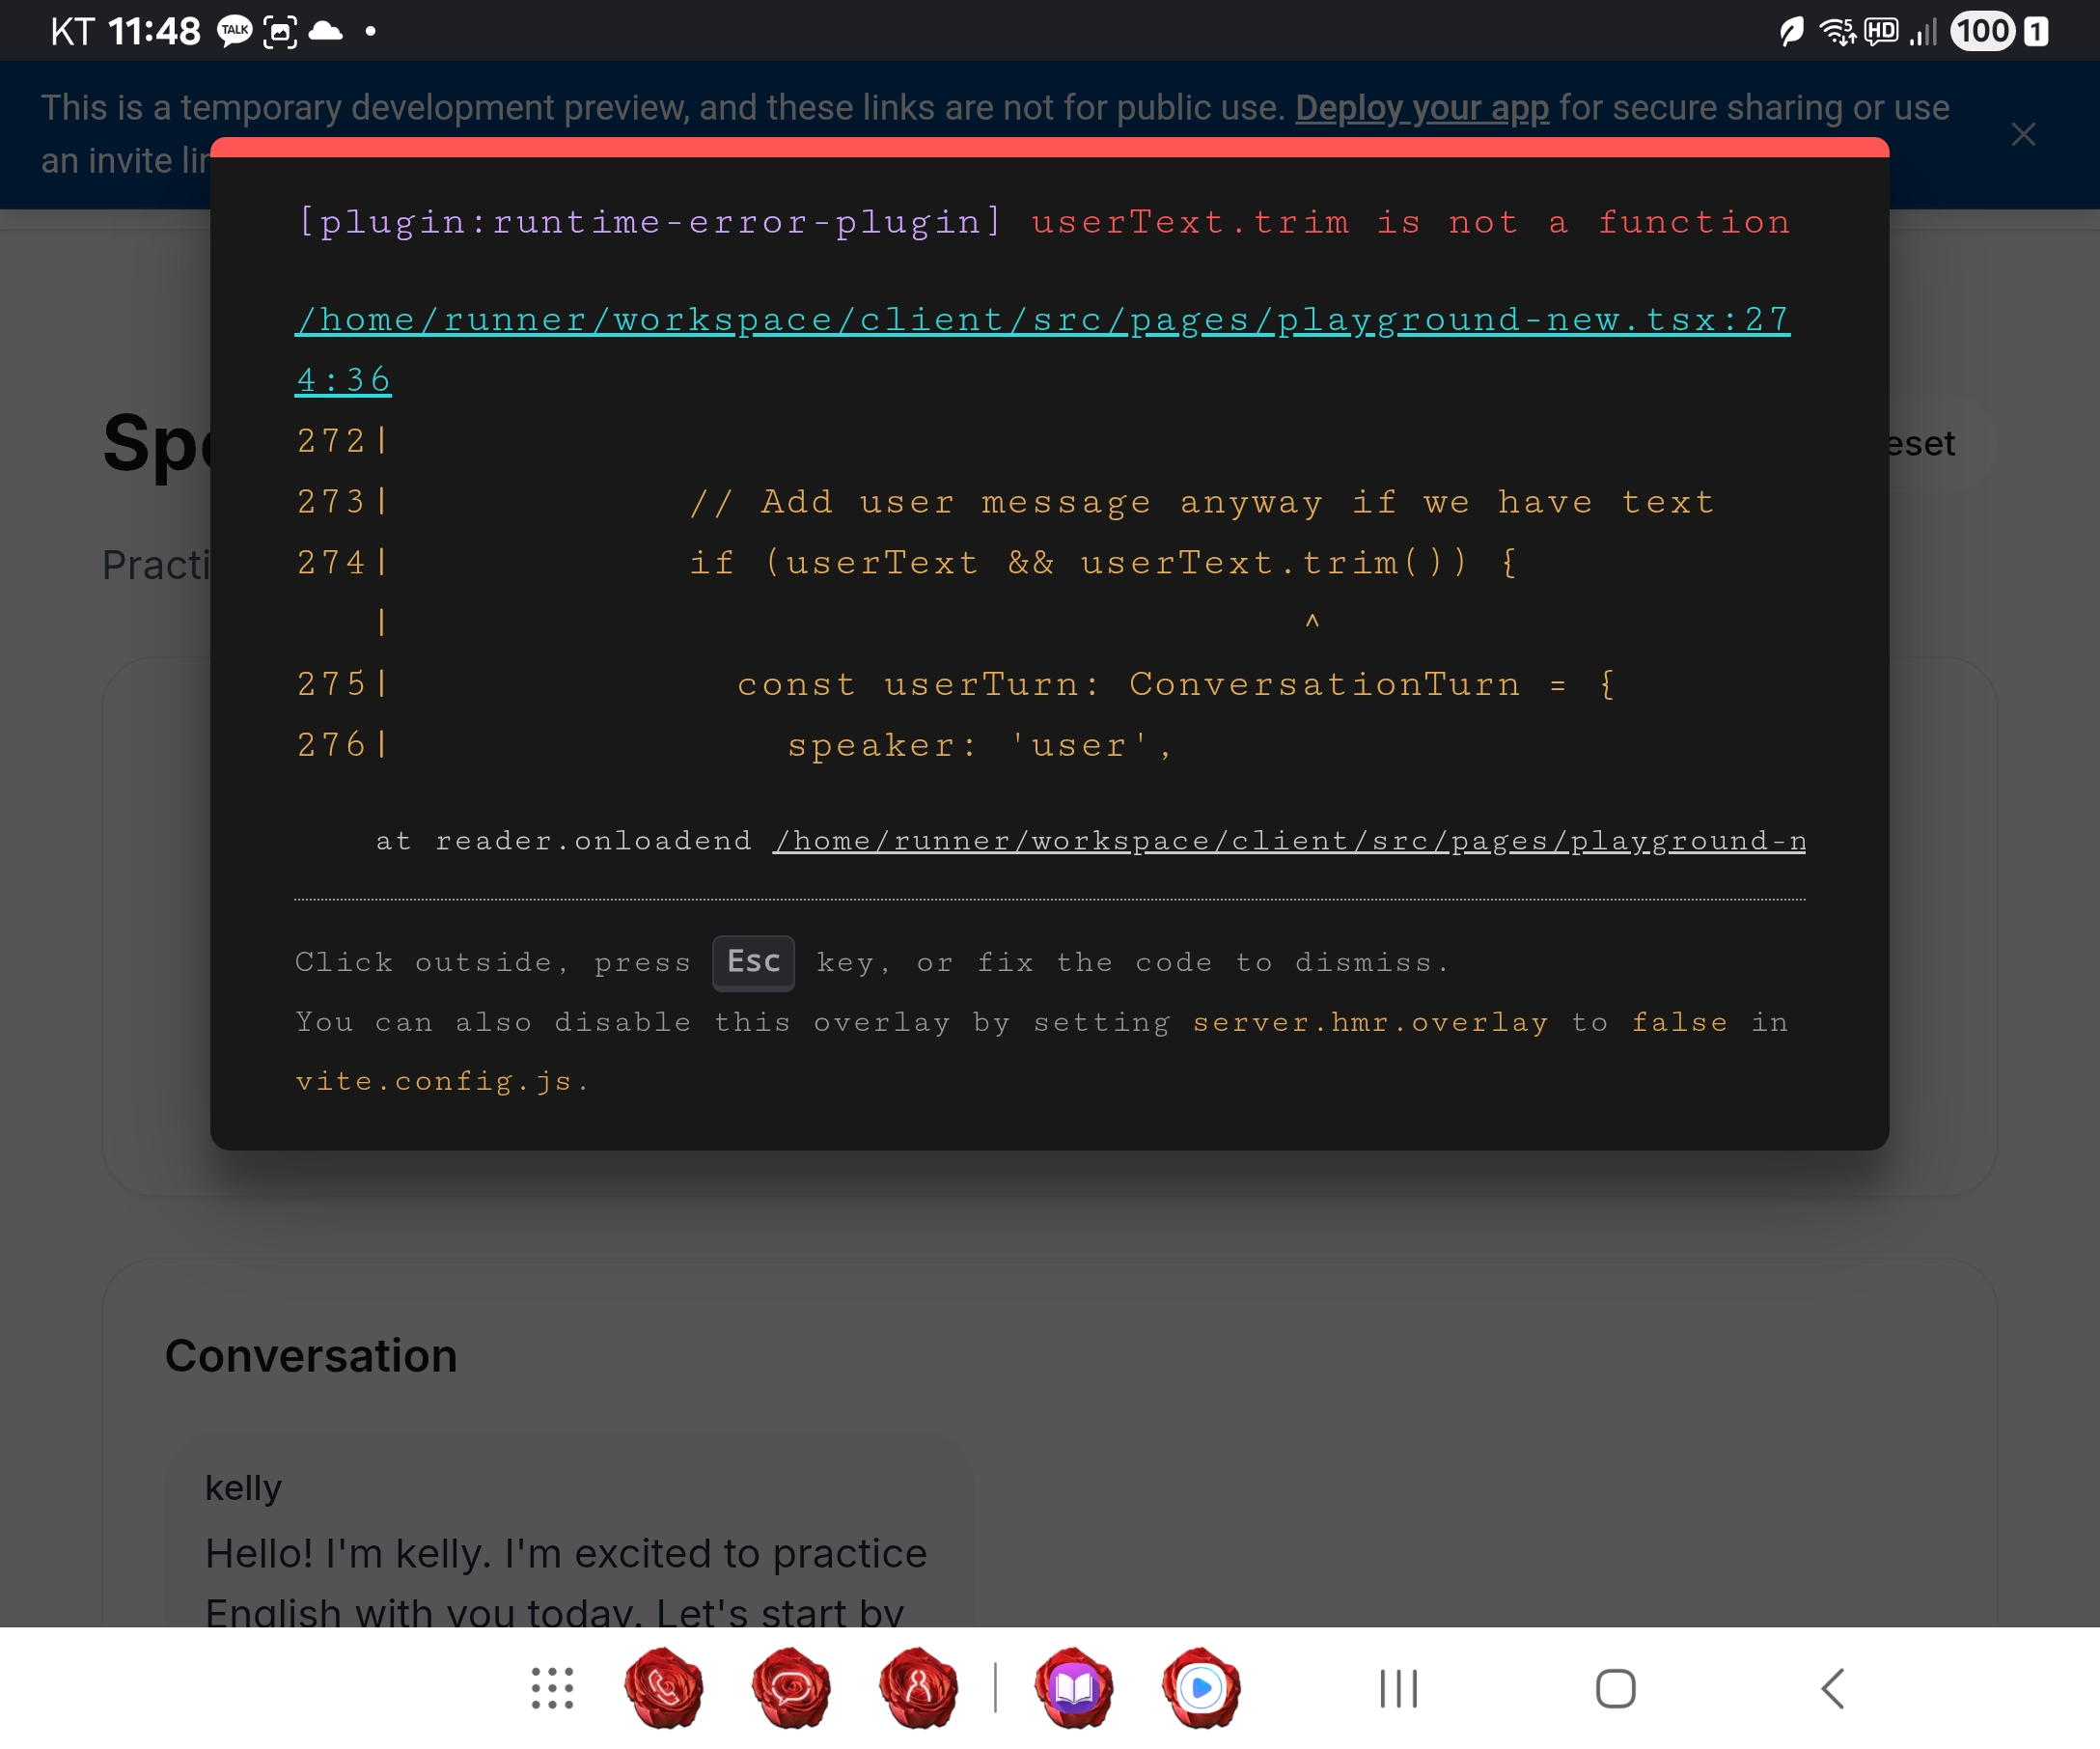 KT 11:48 TALK
HD 100 1
This is a temporary development preview, and these links are not for public use. Deploy your app for secure sharing or use
an invite
[plugin:runtime-error-plugin] userText.trim is not a function
/home/runner/workspace/client/src/pages/playground-new.tsx:27
4:36
272|
273| // Add user message anyway if we have text
274| if (userText && userText.trim()) {
| ^
275| const userTurn: ConversationTurn = {
276| speaker: 'user',
at reader.onloadend /home/runner/workspace/client/src/pages/playground-n
Click outside, press Esc key, or fix the code to dismiss.
You can also disable this overlay by setting server.hmr.overlay to false in
vite.config.js.
Conversation
kelly
Hello! I'm kelly. I'm excited to practice
English with you today. Let's start by